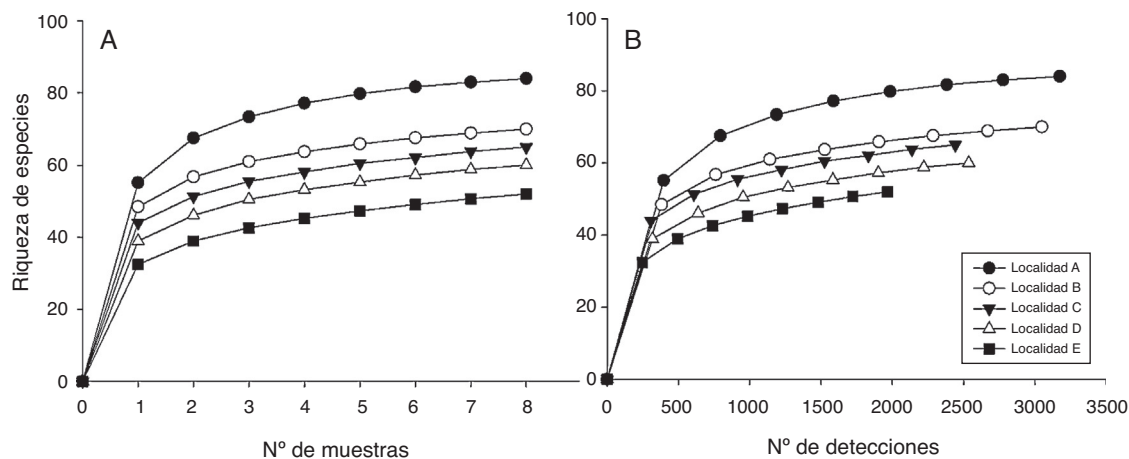 A
B
Riqueza de especies
100
80
60
40
20
0
0
1
2
3
4
5
6
7
8
Nº de muestras
100
80
60
40
20
0
0
500
1000
1500
2000
2500
3000
3500
Nº de detecciones
Localidad A
Localidad B
Localidad C
Localidad D
Localidad E